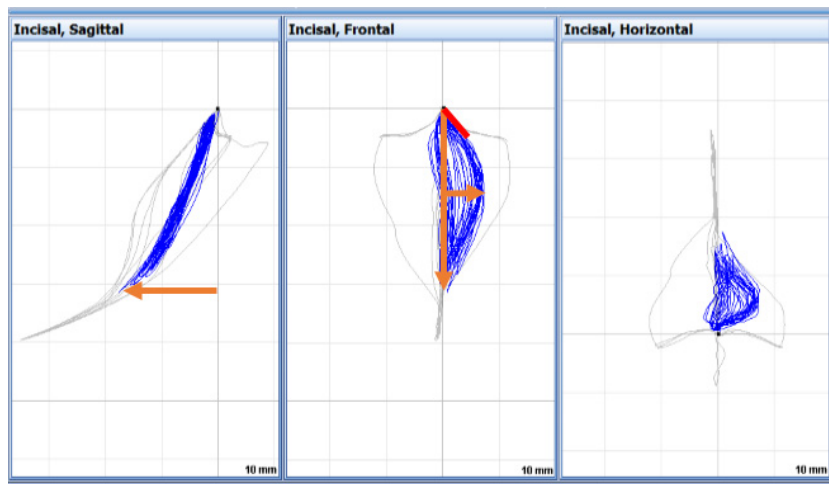 Incisal, Sagittal
Incisal, Frontal
Incisal, Horizontal
10 mm
10 mm
10 mm